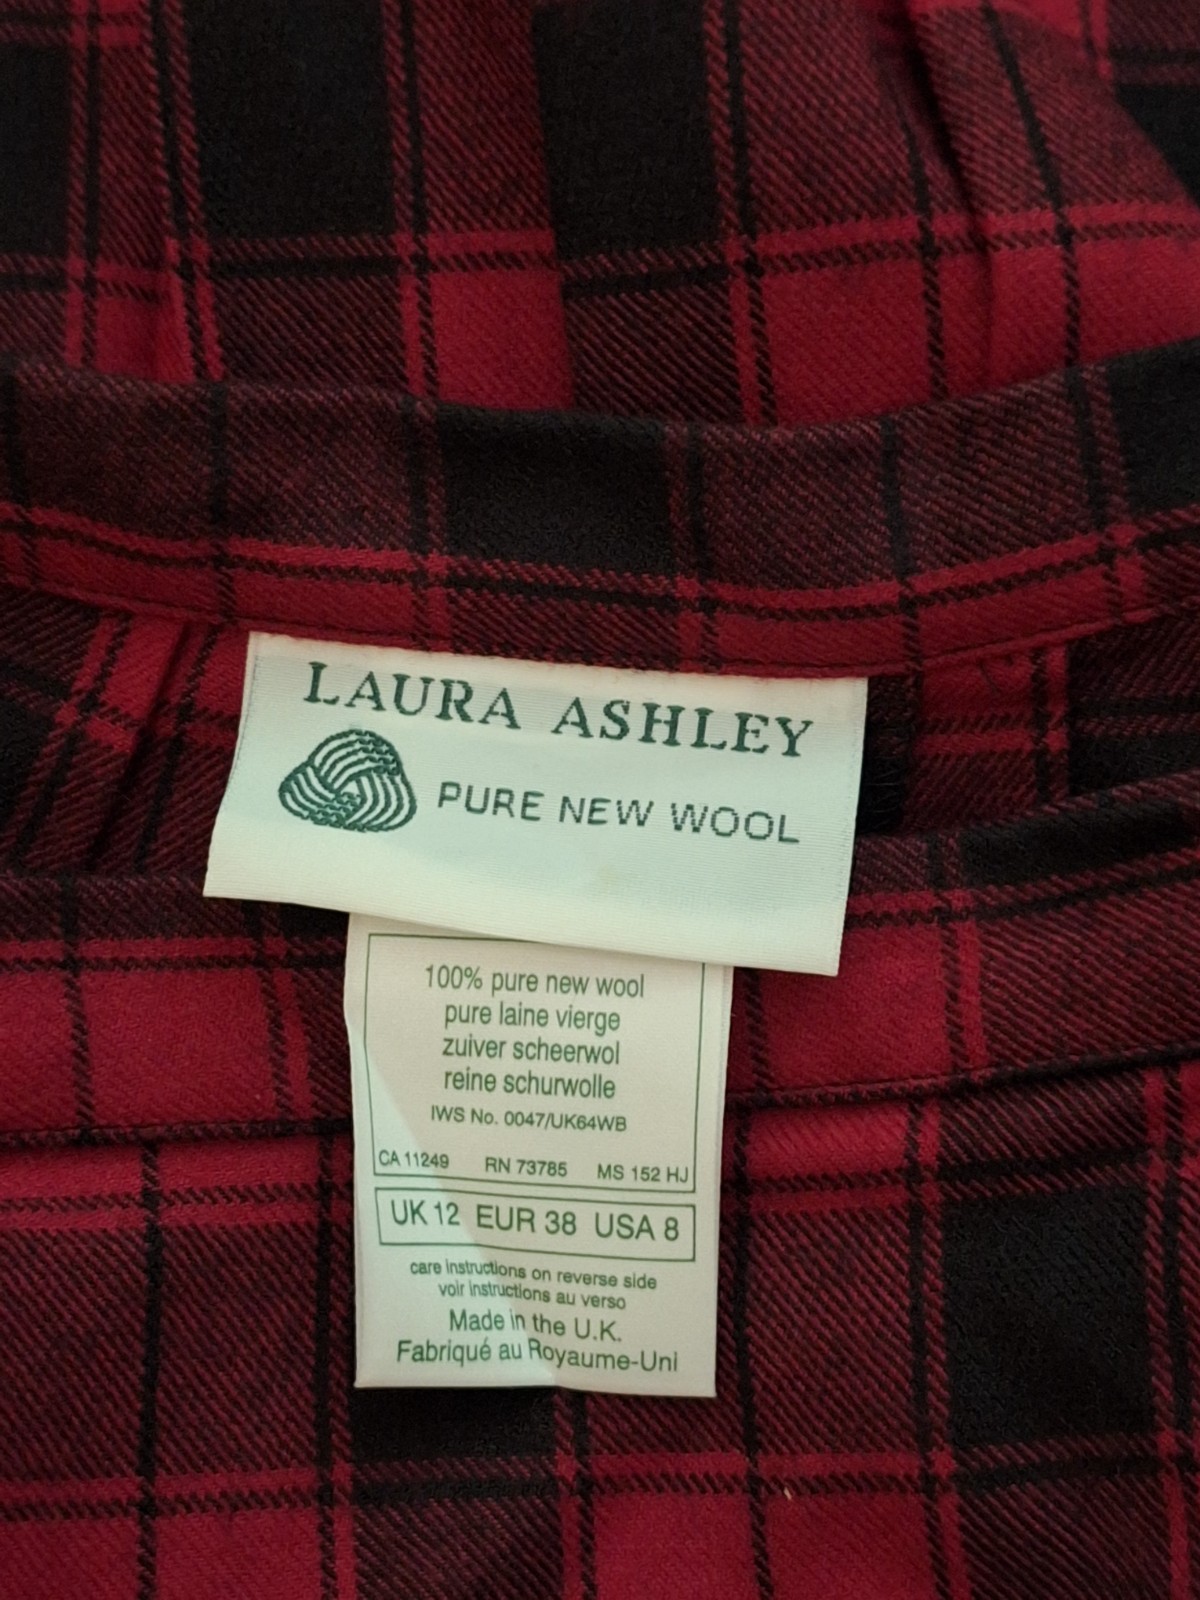 LAURA ASHLEY
PURE NEW WOOL
100% pure new wool
pure laine vierge
zuiver scheerwol
reine schurwolle
IWS No. 0047/UK64WB
CA 11249 RN 73785 MS 152 HJ
UK 12 EUR 38 USA 8
care instructions on reverse side
voir instructions au verso
Made in the U.K.
Fabriqué au Royaume-Uni